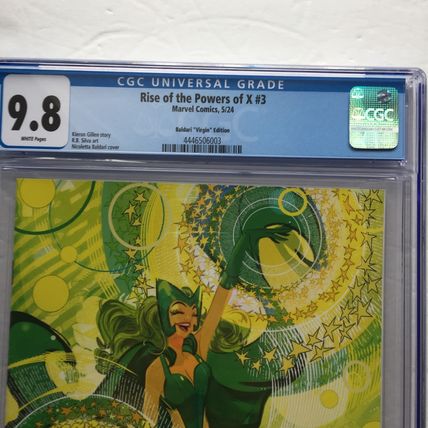 CGC UNIVERSAL GRADE
9.8
WHITE Pages
Rise of the Powers of X #3
Marvel Comics, 5/24
Baldari "Virgin" Edition
4446506003
Kieron Gillen story
R.B. Silva art
Nicoletta Baldari cover
CGC